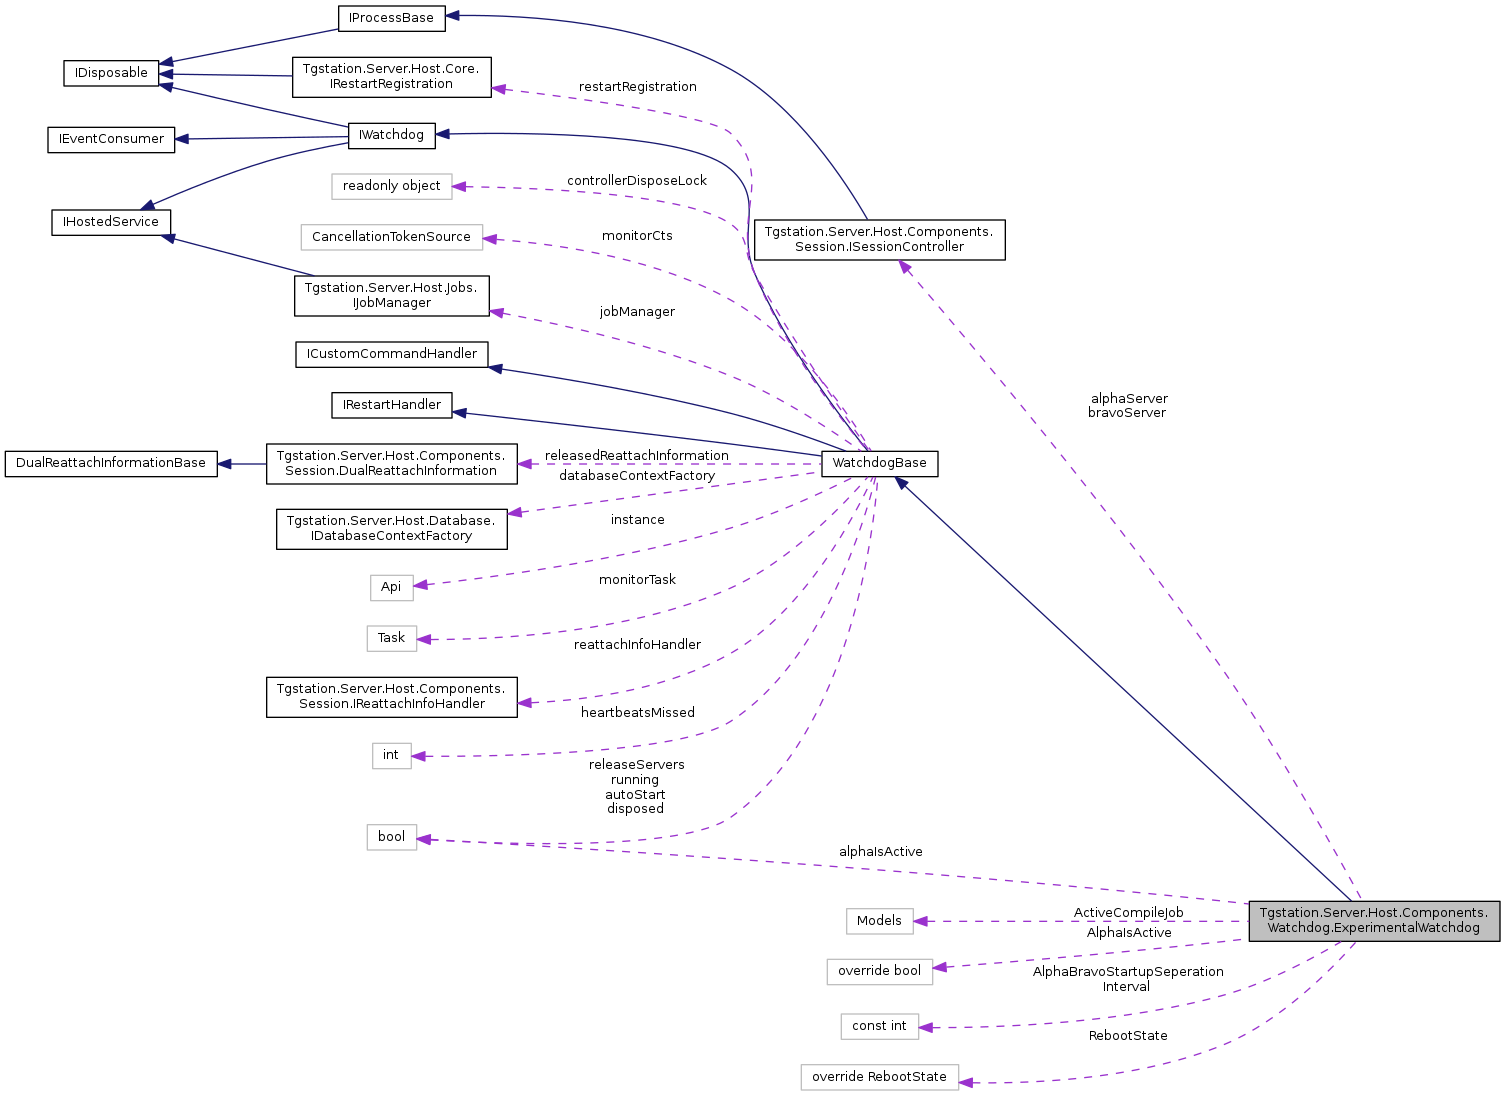 IProcessBase
IDisposable
Tgstation.Server.Host.Core.
IRestartRegistration
restartRegistration
IEventConsumer
IWatchdog
readonly object
controllerDisposeLock
IHostedService
CancellationTokenSource
monitorCts
Tgstation.Server.Host.Components.
Session.ISessionController
Tgstation.Server.Host.Jobs.
IJobManager
jobManager
ICustomCommandHandler
IRestartHandler
alphaServer
bravoServer
DualReattachInformationBase
Tgstation.Server.Host.Components.
Session.DualReattachInformation
releasedReattachInformation
databaseContextFactory
WatchdogBase
Tgstation.Server.Host.Database.
IDatabaseContextFactory
instance
Api
monitorTask
Task
reattachInfoHandler
Tgstation.Server.Host.Components.
Session.IReattachInfoHandler
heartbeatsMissed
int
releaseServers
running
autoStart
disposed
bool
alphaIsActive
Models
ActiveCompileJob
AlphaIsActive
Tgstation.Server.Host.Components.
Watchdog.ExperimentalWatchdog
override bool
AlphaBravoStartupSeperation
Interval
const int
RebootState
override RebootState